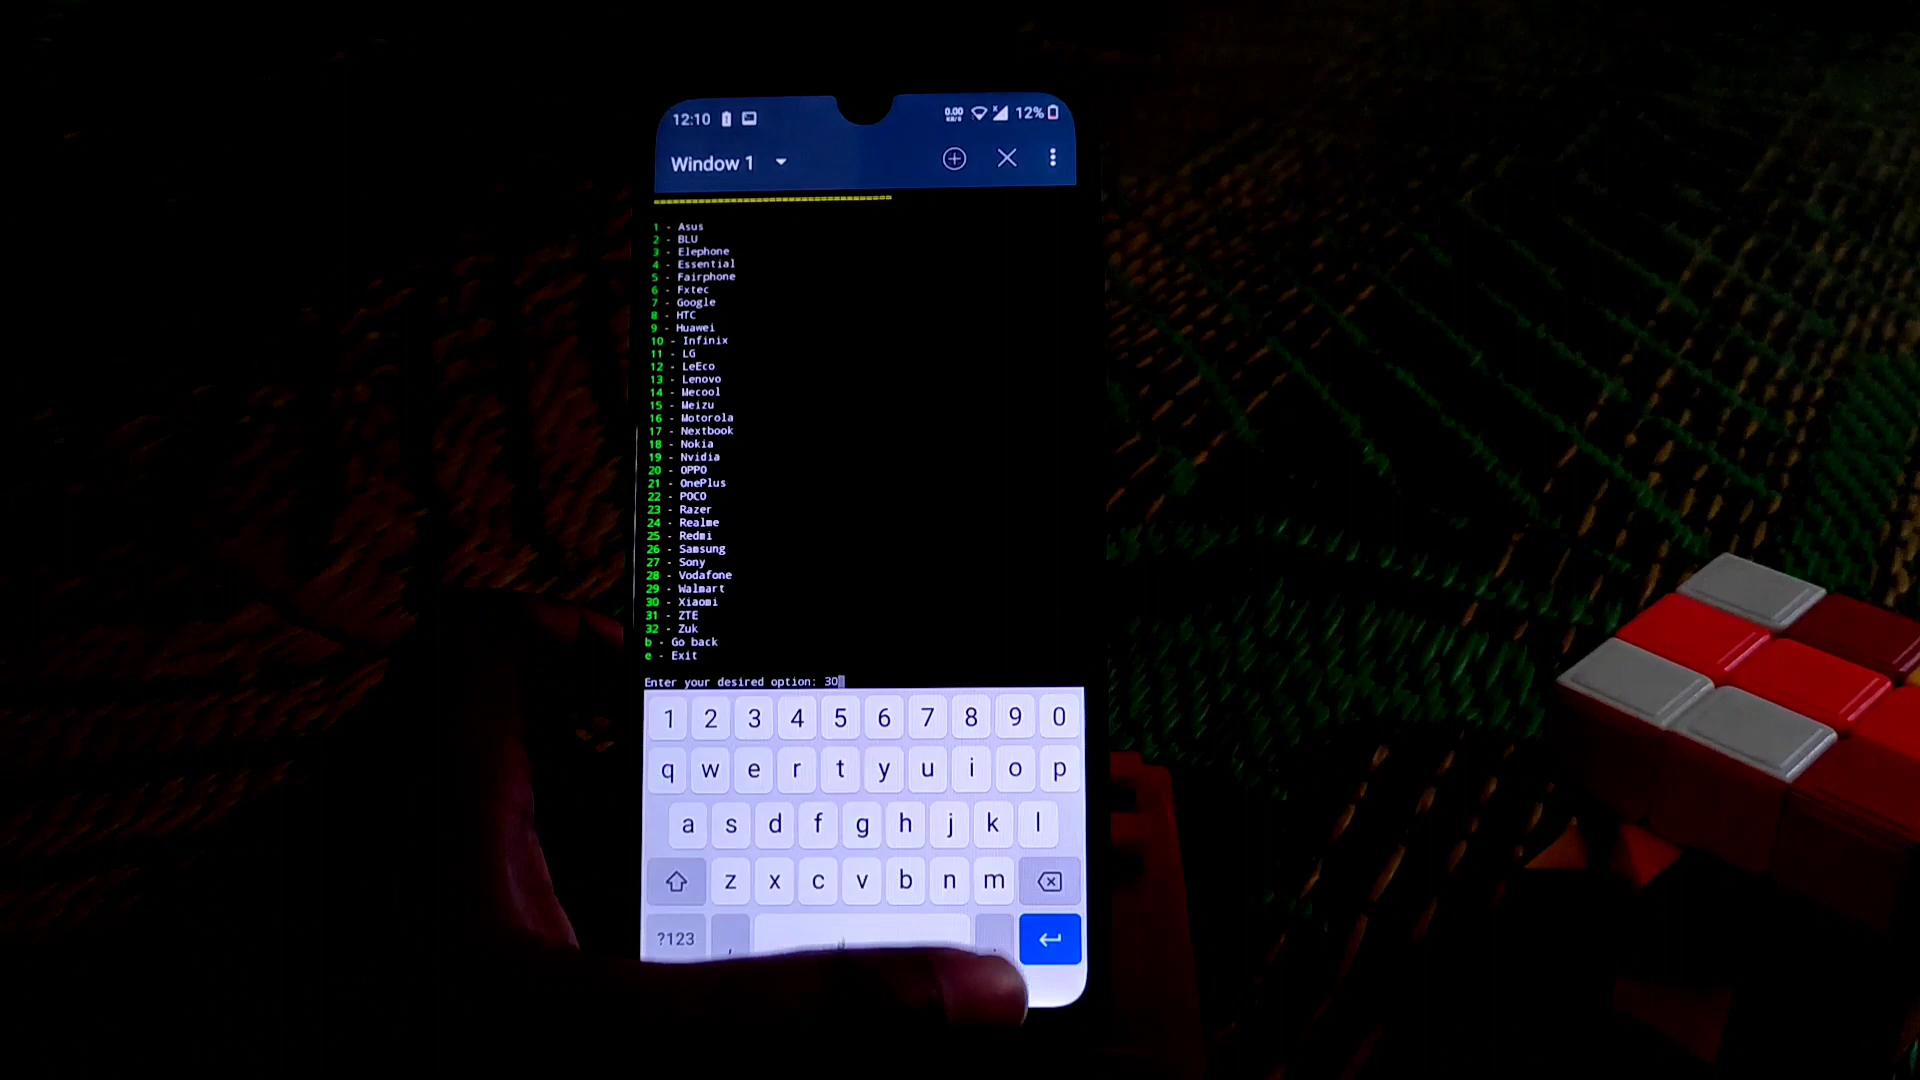 12:10 0.00 KB/S 12%
Window 1
1 - Asus
2 - BLU
3 - Elephone
4 - Essential
5 - Fairphone
6 - Fxtec
7 - Google
8 - HTC
9 - Huawei
10 - Infinix
11 - LG
12 - LeEco
13 - Lenovo
14 - Mecool
15 - Meizu
16 - Motorola
17 - Nextbook
18 - Nokia
19 - Nvidia
20 - OPPO
21 - OnePlus
22 - POCO
23 - Razer
24 - Realme
25 - Redmi
26 - Samsung
27 - Sony
28 - Vodafone
29 - Walmart
30 - Xiaomi
31 - ZTE
32 - Zuk
b - Go back
e - Exit
Enter your desired option: 30
1 2 3 4 5 6 7 8 9 0
q w e r t y u i o p
a s d f g h j k l
z x c v b n m
?123 , .